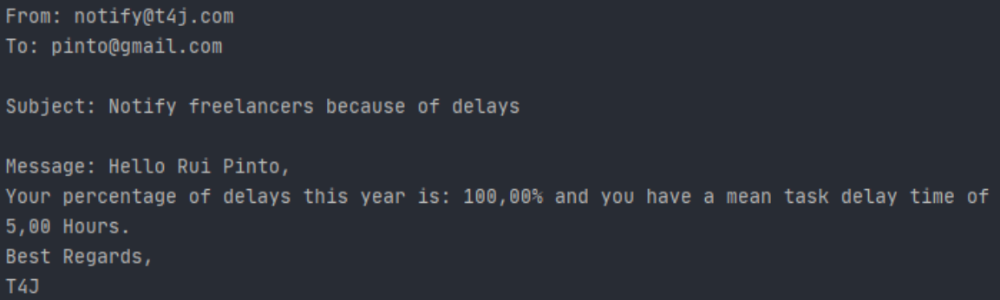 From: notify@t4j.com
To: pinto@gmail.com
Subject: Notify freelancers because of delays
Message: Hello Rui Pinto,
Your percentage of delays this year is: 100,00% and you have a mean task delay time of
5,00 Hours.
Best Regards,
T4J